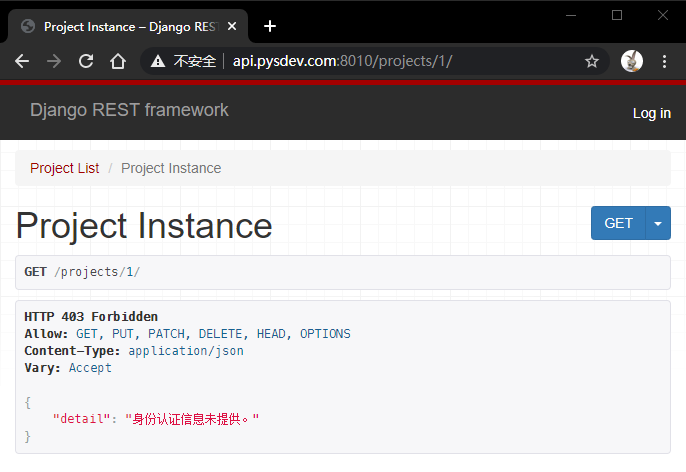 Project Instance – Django REST
不安全 | api.pysdev.com:8010/projects/1/
Django REST framework
Log in
Project List / Project Instance
Project Instance
GET
GET /projects/1/
HTTP 403 Forbidden
Allow: GET, PUT, PATCH, DELETE, HEAD, OPTIONS
Content-Type: application/json
Vary: Accept
{
"detail": "身份认证信息未提供。"
}